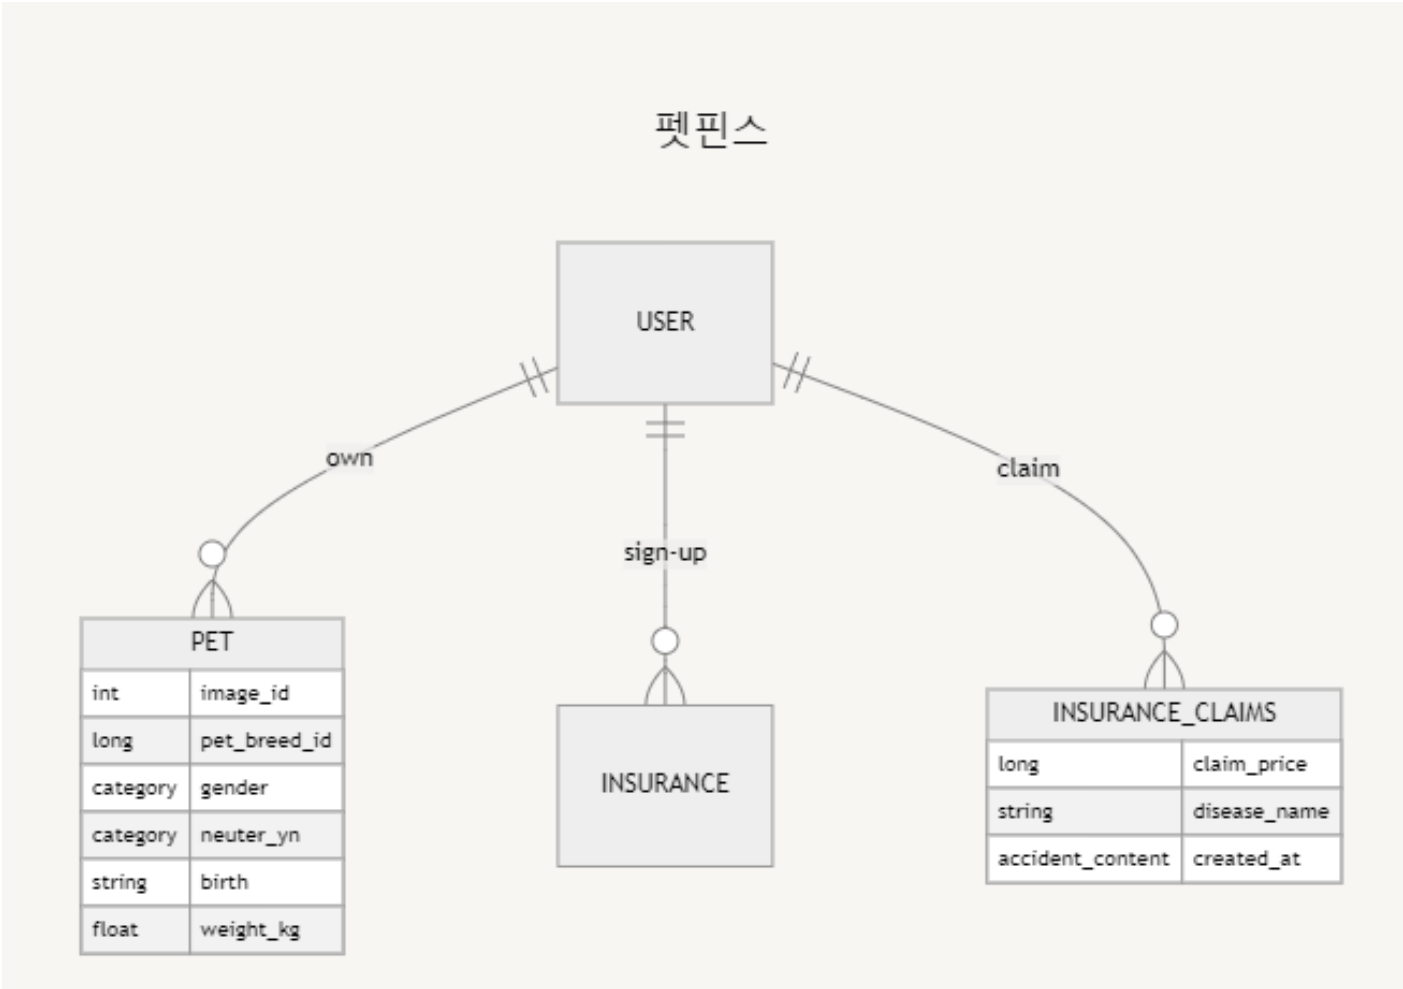 펫핀스
USER
own
claim
sign-up
PET
int image_id
long pet_breed_id
category gender
category neuter_yn
string birth
float weight_kg
INSURANCE
INSURANCE_CLAIMS
long claim_price
string disease_name
accident_content created_at